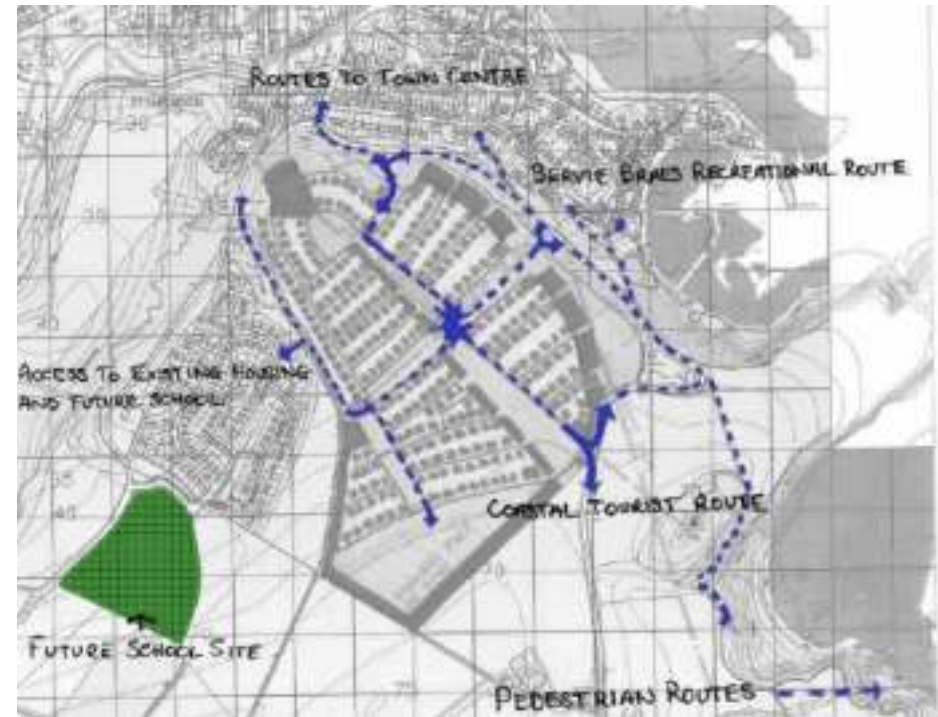 ROUTES TO TOWN CENTRE
BERVIE BRAES RECREATIONAL ROUTE
ACCESS TO EXISTING HOUSING
AND FUTURE SCHOOL
COASTAL TOURIST ROUTE
FUTURE SCHOOL SITE
PEDESTRIAN ROUTES